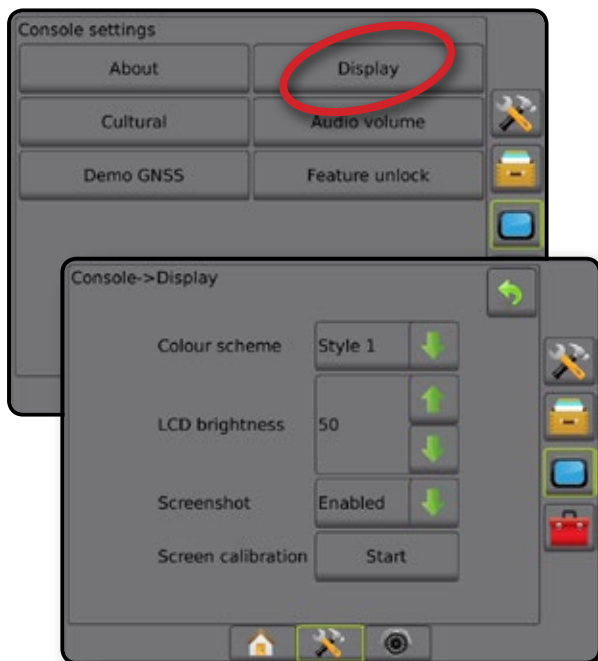 Console settings
About Display
Cultural Audio volume
Demo GNSS Feature unlock
Console->Display
Colour scheme Style 1
LCD brightness 50
Screenshot Enabled
Screen calibration Start